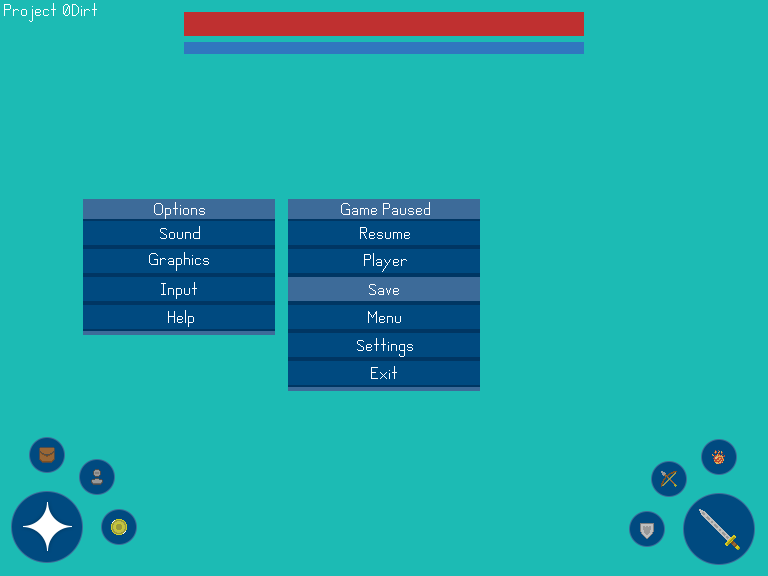 Project 0Dirt
Options
Sound
Graphics
Input
Help
Game Paused
Resume
Player
Save
Menu
Settings
Exit